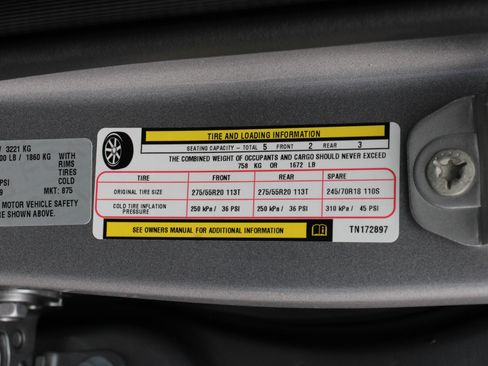 / 3221 KG
00 LB / 1860 KG WITH
RIMS
PSI COLD
9 MKT: 875
MOTOR VEHICLE SAFETY
E SHOWN ABOVE.
TIRE AND LOADING INFORMATION
SEATING CAPACITY - TOTAL 5 FRONT 2 REAR 3
THE COMBINED WEIGHT OF OCCUPANTS AND CARGO SHOULD NEVER EXCEED
758 KG OR 1672 LB
TIRE FRONT REAR SPARE
ORIGINAL TIRE SIZE 275/55R20 113T 275/55R20 113T 245/70R18 110S
COLD TIRE INFLATION PRESSURE 250 kPa / 36 PSI 250 kPa / 36 PSI 310 kPa / 45 PSI
SEE OWNERS MANUAL FOR ADDITIONAL INFORMATION TN172897